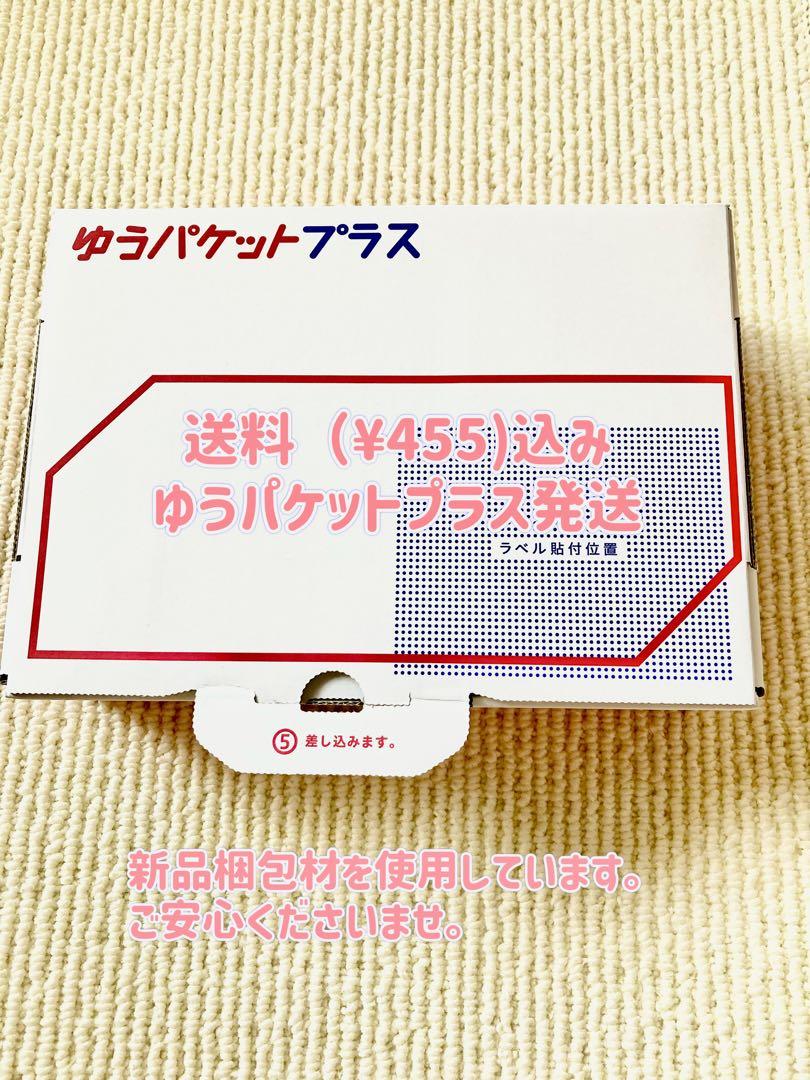 ゆうパケットプラス
送料 (¥455)込み
ゆうパケットプラス発送
ラベル貼付位置
⑤ 差し込みます。
新品梱包材を使用しています。
ご安心くださいませ。